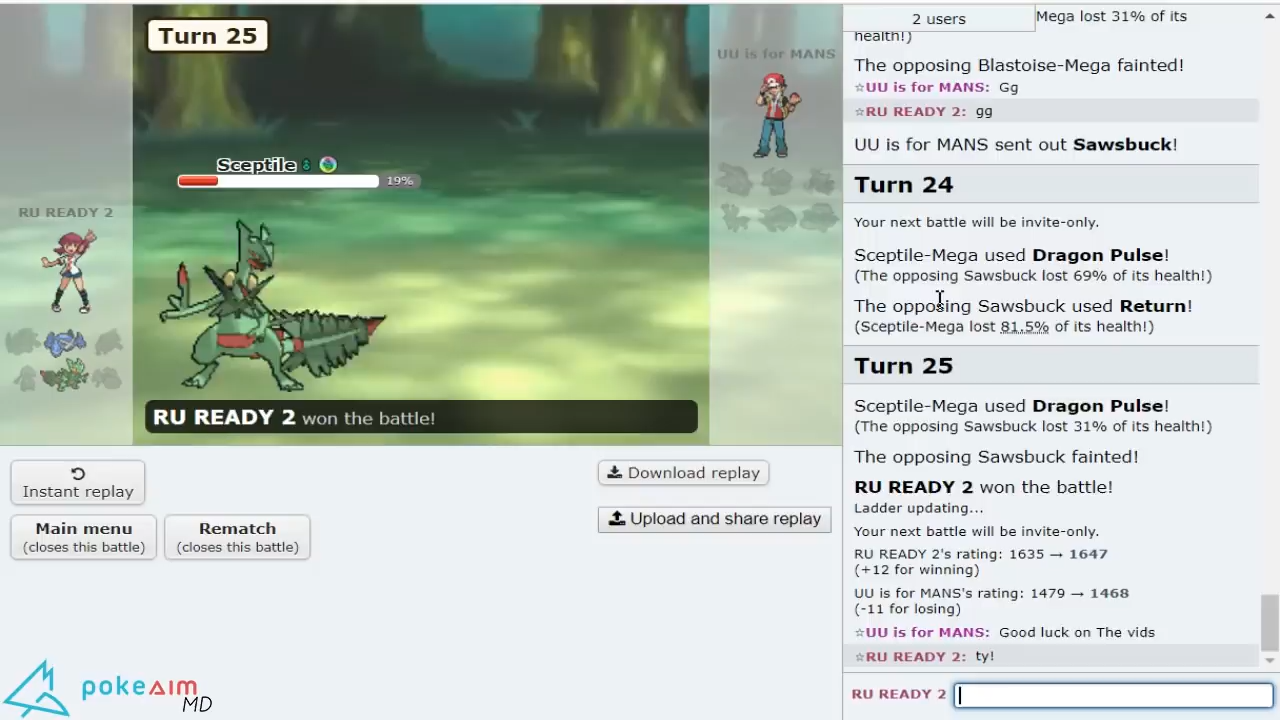 Turn 25
UU is for MANS
Sceptile
19%
RU READY 2
RU READY 2 won the battle!
Instant replay
Download replay
Main menu
(closes this battle)
Rematch
(closes this battle)
Upload and share replay
pokeaim
MD
2 users
Mega lost 31% of its
health!)
The opposing Blastoise-Mega fainted!
☆UU is for MANS: Gg
☆RU READY 2: gg
UU is for MANS sent out Sawsbuck!
Turn 24
Your next battle will be invite-only.
Sceptile-Mega used Dragon Pulse!
(The opposing Sawsbuck lost 69% of its health!)
The opposing Sawsbuck used Return!
(Sceptile-Mega lost 81.5% of its health!)
Turn 25
Sceptile-Mega used Dragon Pulse!
(The opposing Sawsbuck lost 31% of its health!)
The opposing Sawsbuck fainted!
RU READY 2 won the battle!
Ladder updating...
Your next battle will be invite-only.
RU READY 2's rating: 1635 → 1647
(+12 for winning)
UU is for MANS's rating: 1479 → 1468
(-11 for losing)
☆UU is for MANS: Good luck on The vids
☆RU READY 2: ty!
RU READY 2